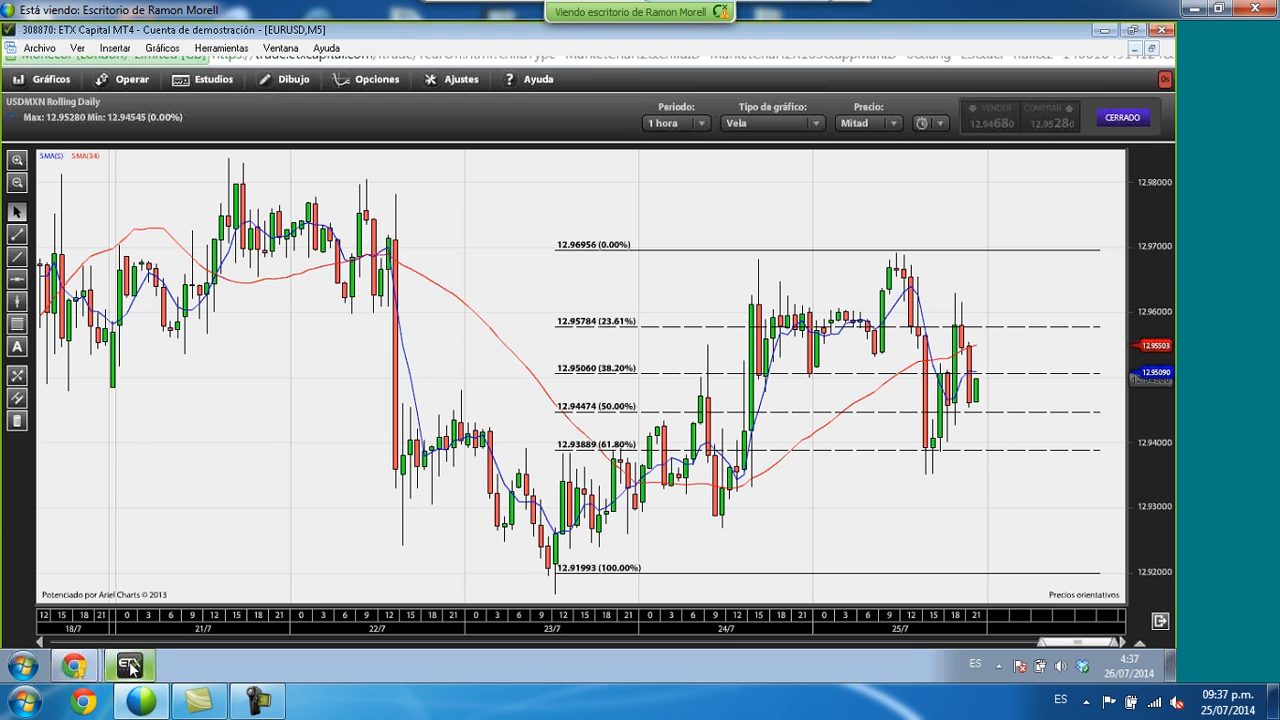 Está viendo: Escritorio de Ramon Morell
Viendo escritorio de Ramon Morell
308870: ETX Capital MT4 - Cuenta de demostración - [EURUSD,M5]
Archivo Ver Insertar Gráficos Herramientas Ventana Ayuda
Gráficos Operar Estudios Dibujo Opciones Ajustes Ayuda
USDMXN Rolling Daily
Max: 12.95280 Min: 12.94545 (0.00%)
Periodo: Tipo de gráfico: Precio:
1 hora Vela Mitad
VENDER COMPRAR
12.94680 12.95280
CERRADO
SMA(5) SMA(34)
12.98000
12.96956 (0.00%)
12.97000
12.96000
12.95784 (23.61%)
12.95503
12.95060 (38.20%)
12.95090
12.94474 (50.00%)
12.93889 (61.80%)
12.94000
12.93000
12.91993 (100.00%)
12.92000
Potenciado por Ariel Charts © 2013
Precios orientativos
12 15 18 21 0 3 6 9 12 15 18 21 0 3 6 9 12 15 18 21 0 3 6 9 12 15 18 21 0 3 6 9 12 15 18 21 0 3 6 9 12 15 18 21
18/7 21/7 22/7 23/7 24/7 25/7
ES
4:37
26/07/2014
ES
09:37 p.m.
25/07/2014